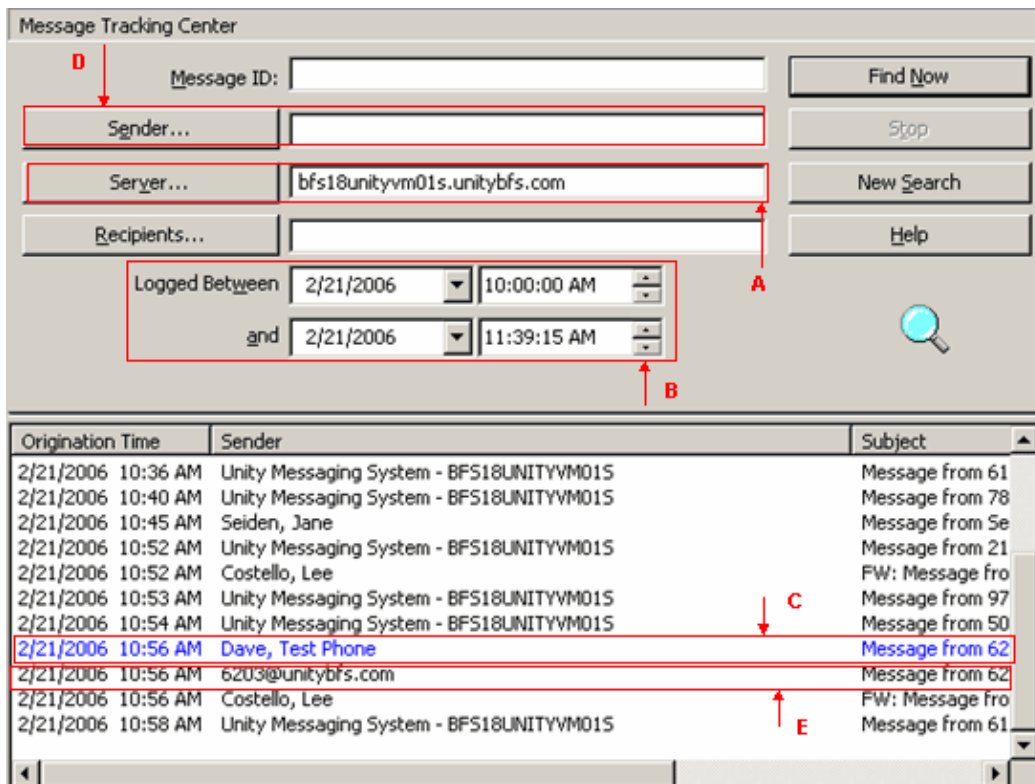 Message Tracking Center
D
Message ID:
Find Now
Sender...
Stop
Server... bfs18unityvm01s.unitybfs.com
New Search
Recipients...
Help
A
Logged Between 2/21/2006 10:00:00 AM
and 2/21/2006 11:39:15 AM
B
Origination Time Sender Subject
2/21/2006 10:36 AM Unity Messaging System - BFS18UNITYVM01S Message from 61
2/21/2006 10:40 AM Unity Messaging System - BFS18UNITYVM01S Message from 78
2/21/2006 10:45 AM Seiden, Jane Message from Se
2/21/2006 10:52 AM Unity Messaging System - BFS18UNITYVM01S Message from 21
2/21/2006 10:52 AM Costello, Lee FW: Message fro
2/21/2006 10:53 AM Unity Messaging System - BFS18UNITYVM01S Message from 97
2/21/2006 10:54 AM Unity Messaging System - BFS18UNITYVM01S Message from 50
C
2/21/2006 10:56 AM Dave, Test Phone Message from 62
2/21/2006 10:56 AM 6203@unitybfs.com Message from 62
2/21/2006 10:56 AM Costello, Lee FW: Message fro
2/21/2006 10:58 AM Unity Messaging System - BFS18UNITYVM01S Message from 61
E